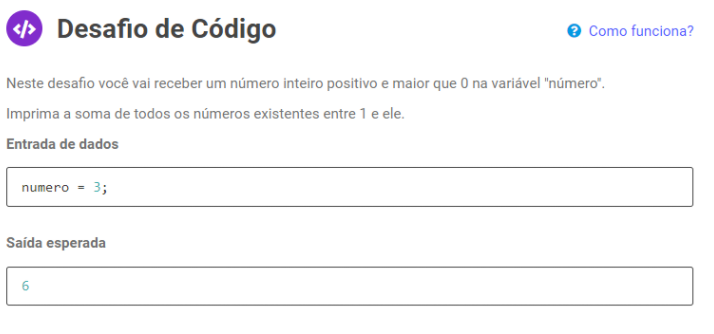 </> Desafio de Código
? Como funciona?
Neste desafio você vai receber um número inteiro positivo e maior que 0 na variável "número".
Imprima a soma de todos os números existentes entre 1 e ele.
Entrada de dados
numero = 3;
Saída esperada
6